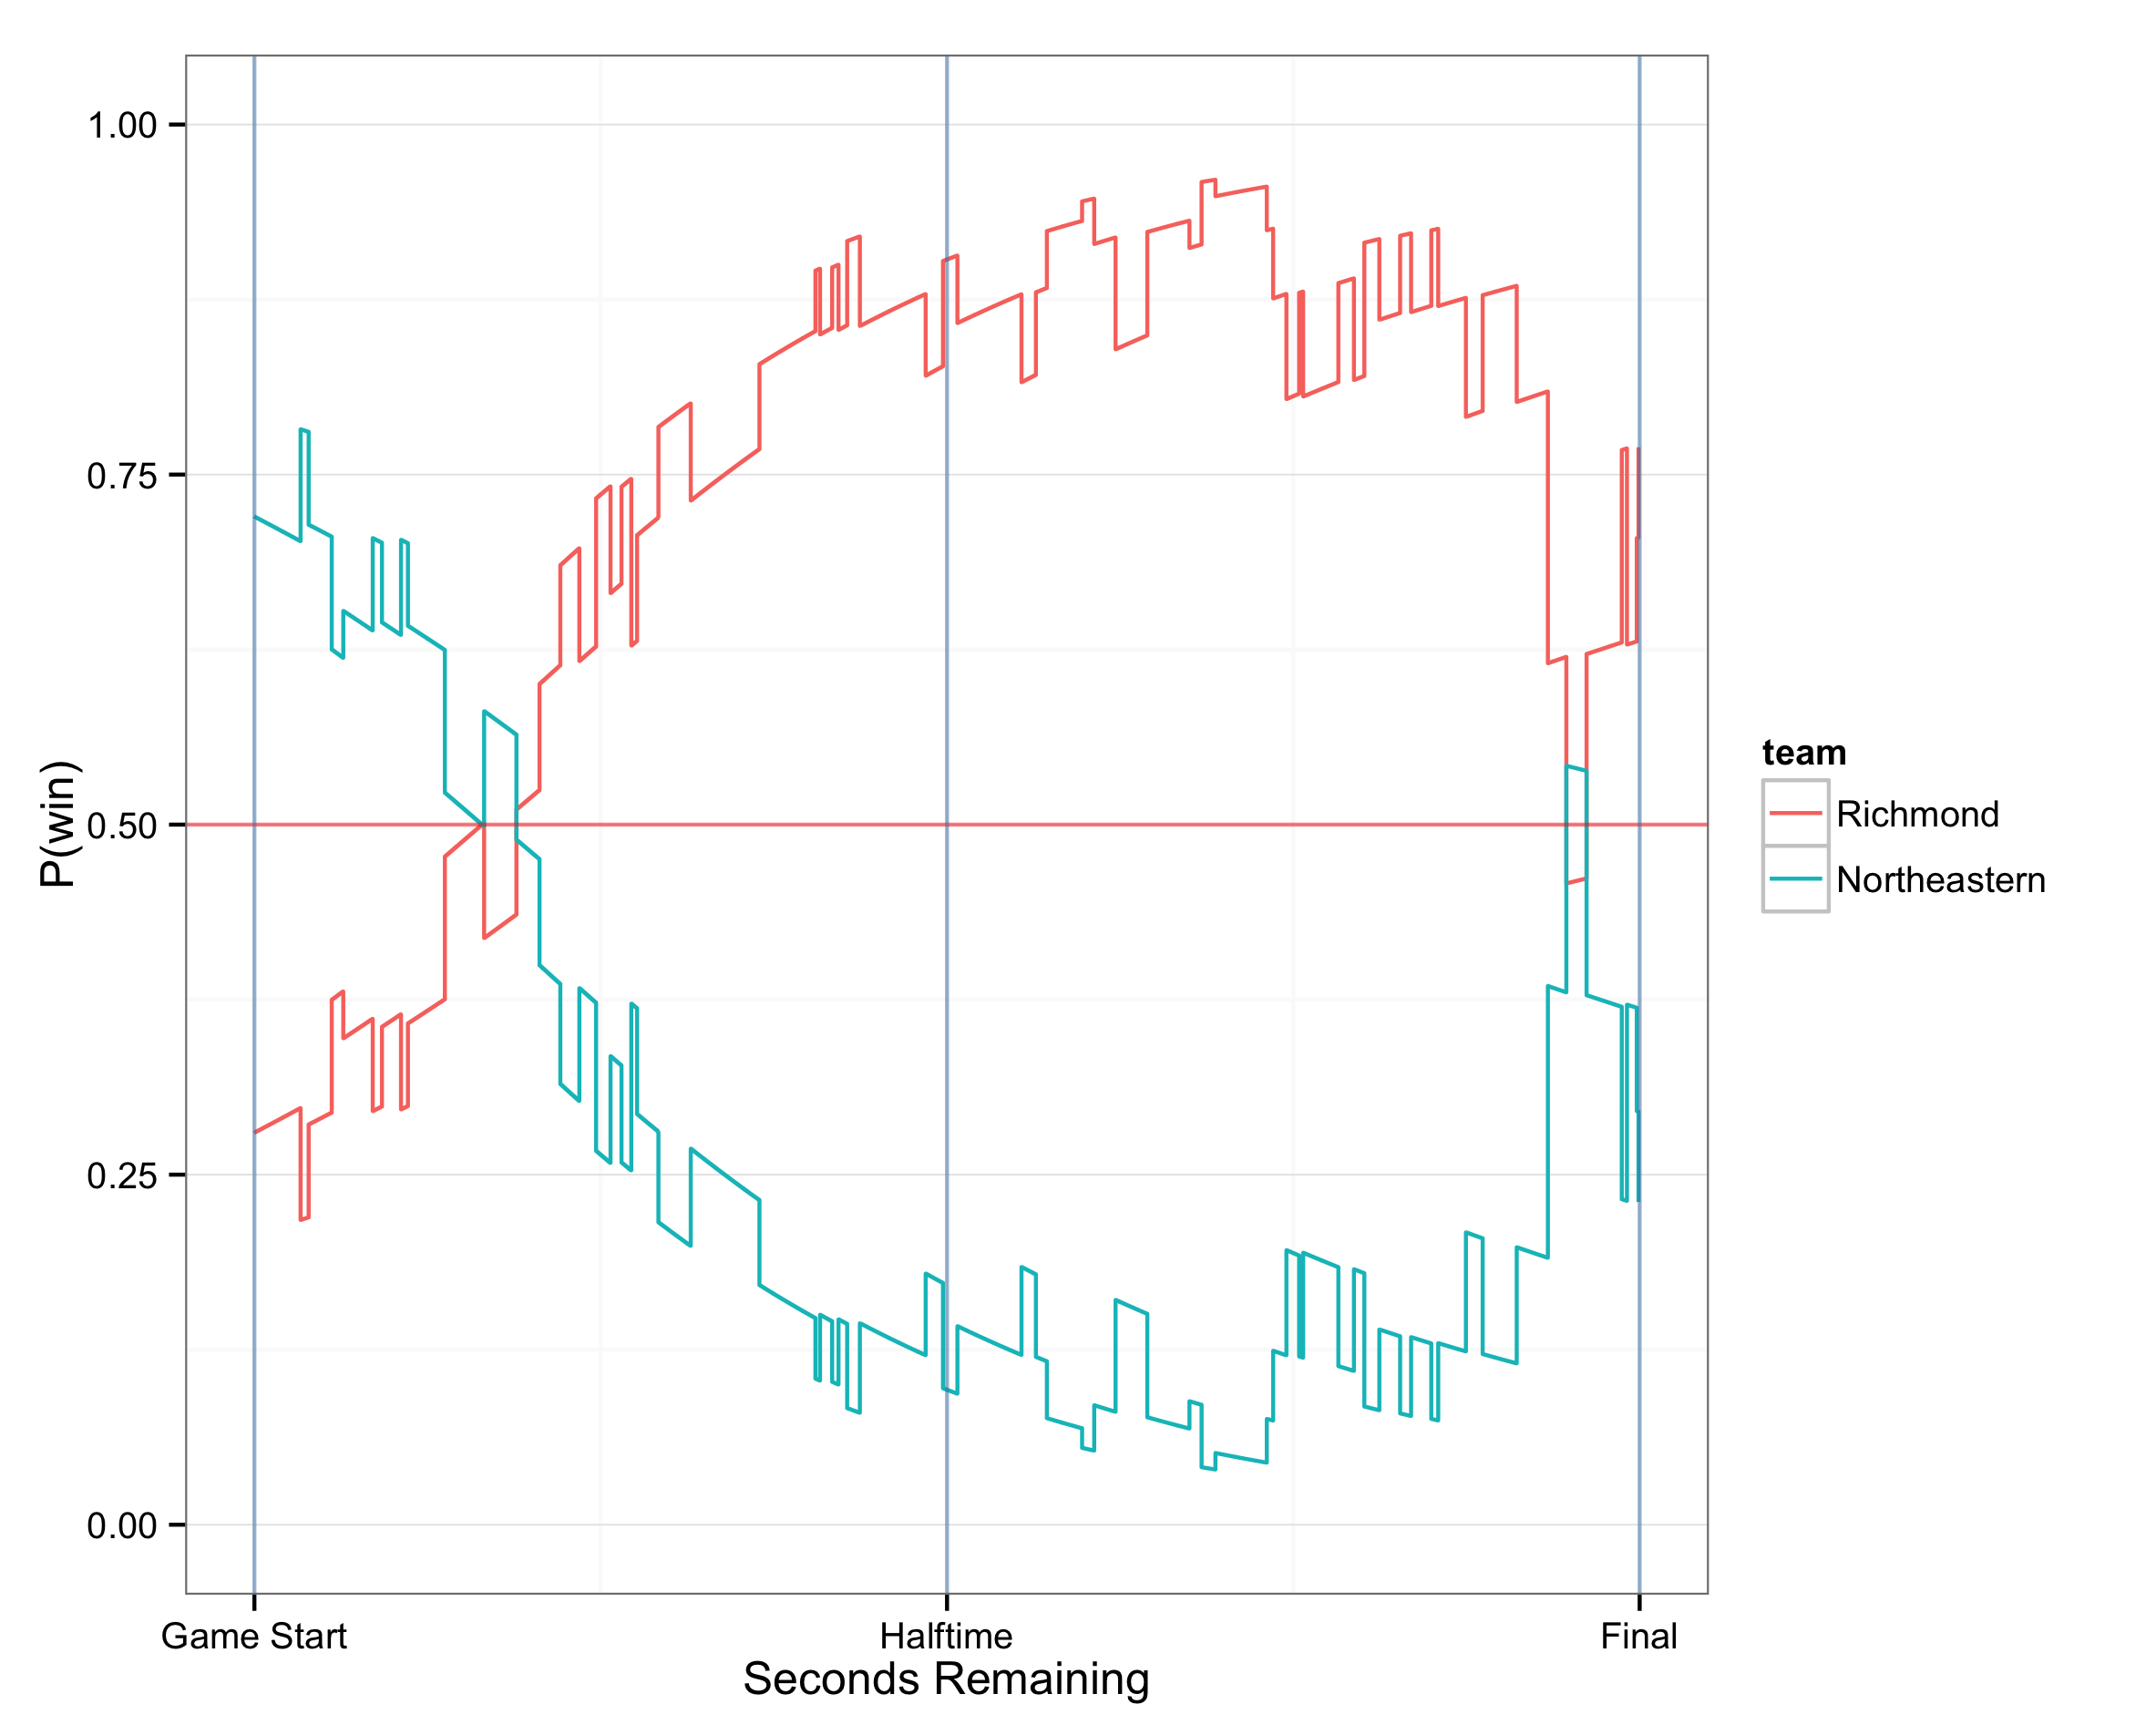 1.00
0.75
0.50
0.25
0.00
P(win)
Game Start
Halftime
Final
Seconds Remaining
team
Richmond
Northeastern